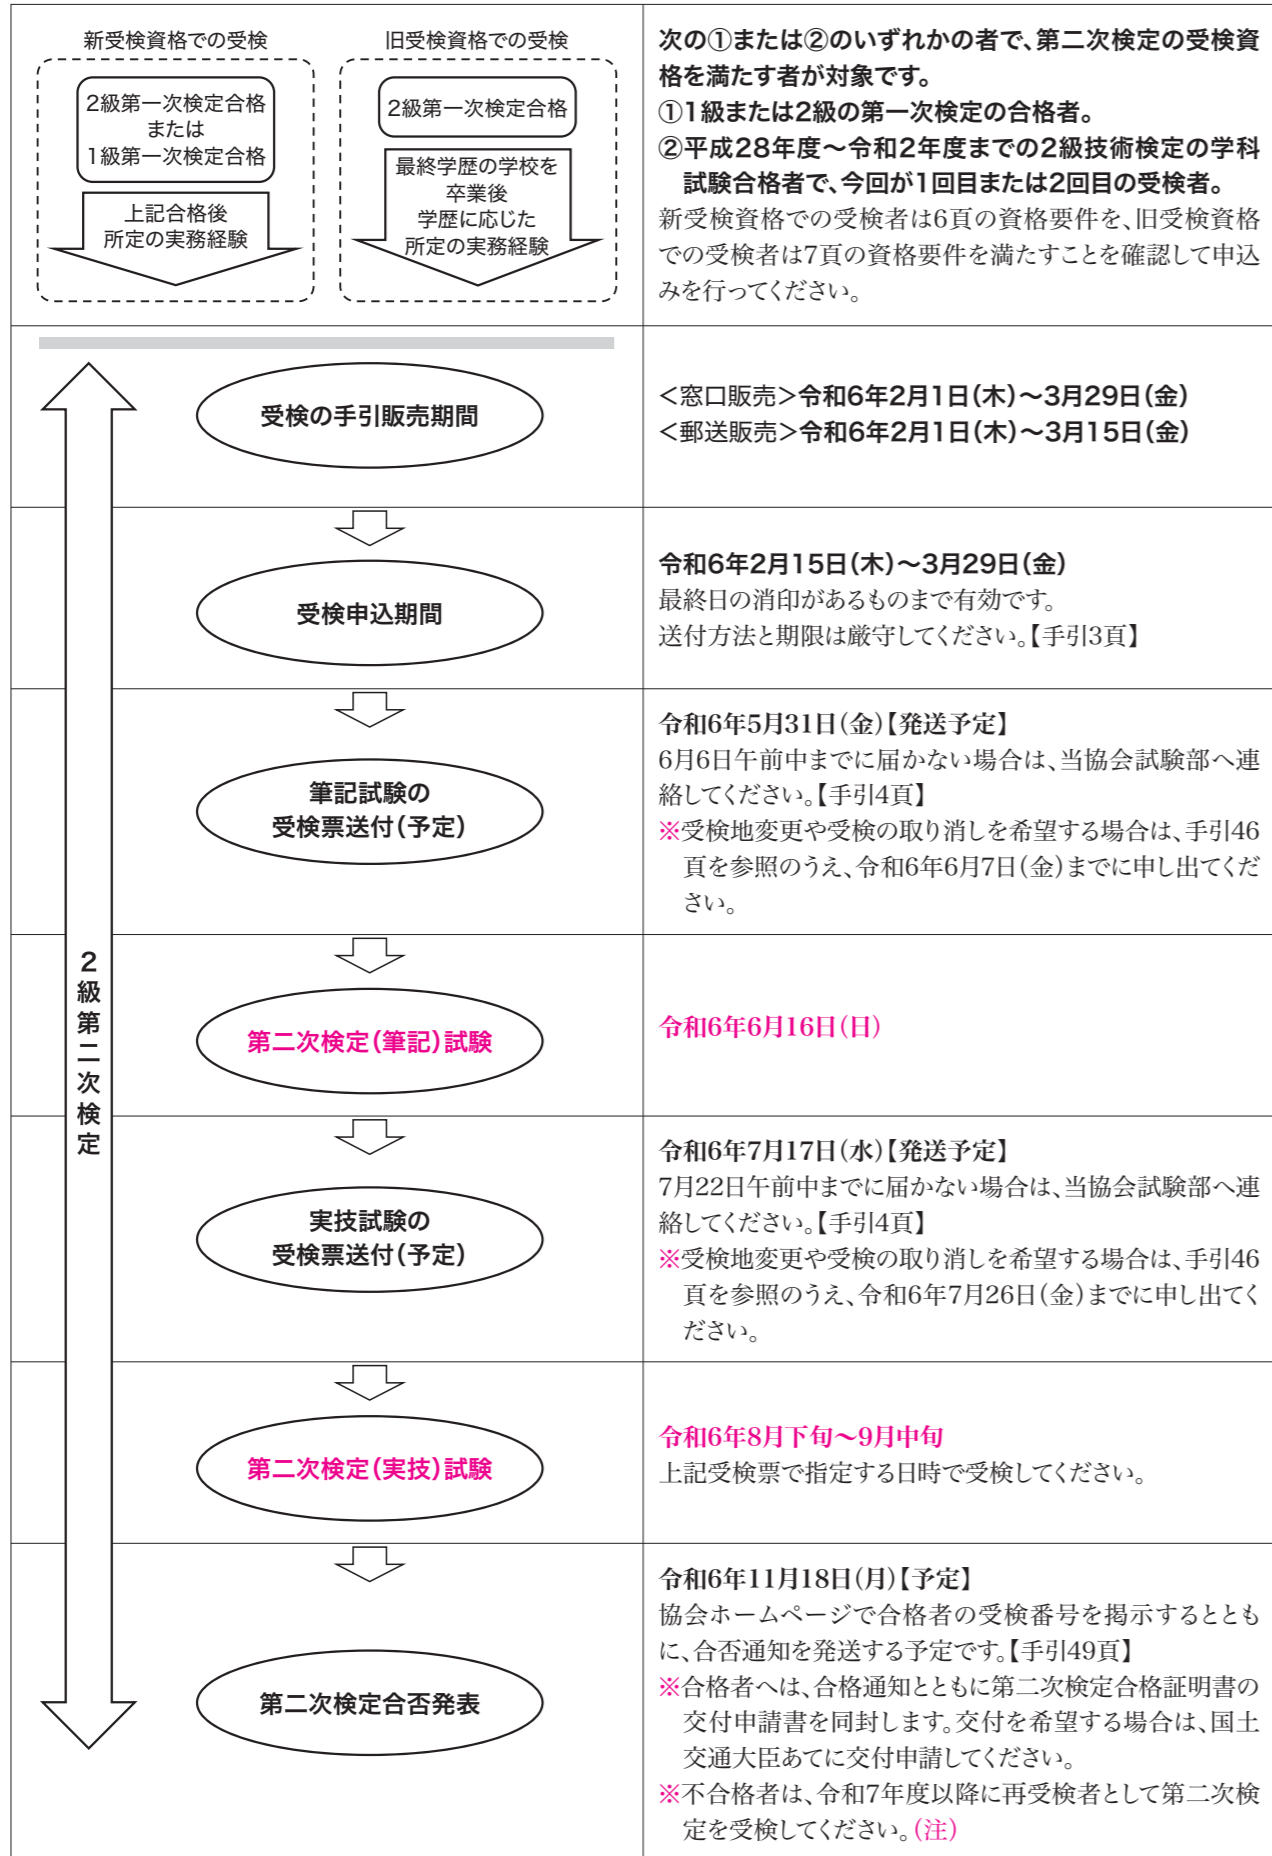 新受検資格での受検
2級第一次検定合格
または
1級第一次検定合格
上記合格後
所定の実務経験
旧受検資格での受検
2級第一次検定合格
最終学歴の学校を
卒業後
学歴に応じた
所定の実務経験
次の①または②のいずれかの者で、第二次検定の受検資
格を満たす者が対象です。
①1級または2級の第一次検定の合格者。
②平成28年度～令和2年度までの2級技術検定の学科
試験合格者で、今回が1回目または2回目の受検者。
新受検資格での受検者は6頁の資格要件を、旧受検資格
での受検者は7頁の資格要件を満たすことを確認して申込
みを行ってください。
2級第二次検定
受検の手引販売期間
＜窓口販売＞令和6年2月1日(木)～3月29日(金)
＜郵送販売＞令和6年2月1日(木)～3月15日(金)
受検申込期間
令和6年2月15日(木)～3月29日(金)
最終日の消印があるものまで有効です。
送付方法と期限は厳守してください。【手引3頁】
筆記試験の
受検票送付(予定)
令和6年5月31日(金)【発送予定】
6月6日午前中までに届かない場合は、当協会試験部へ連
絡してください。【手引4頁】
※受検地変更や受検の取り消しを希望する場合は、手引46
頁を参照のうえ、令和6年6月7日(金)までに申し出てくだ
さい。
第二次検定(筆記)試験
令和6年6月16日(日)
実技試験の
受検票送付(予定)
令和6年7月17日(水)【発送予定】
7月22日午前中までに届かない場合は、当協会試験部へ連
絡してください。【手引4頁】
※受検地変更や受検の取り消しを希望する場合は、手引46
頁を参照のうえ、令和6年7月26日(金)までに申し出てく
ださい。
第二次検定(実技)試験
令和6年8月下旬～9月中旬
上記受検票で指定する日時で受検してください。
第二次検定合否発表
令和6年11月18日(月)【予定】
協会ホームページで合格者の受検番号を掲示するととも
に、合否通知を発送する予定です。【手引49頁】
※合格者へは、合格通知とともに第二次検定合格証明書の
交付申請書を同封します。交付を希望する場合は、国土
交通大臣あてに交付申請してください。
※不合格者は、令和7年度以降に再受検者として第二次検
定を受検してください。(注)